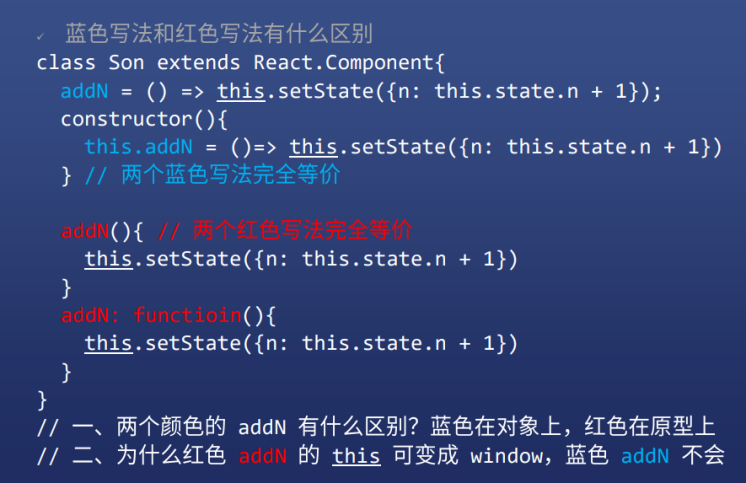 ✓ 蓝色写法和红色写法有什么区别
class Son extends React.Component{
  addN = () => this.setState({n: this.state.n + 1});
  constructor(){
    this.addN = ()=> this.setState({n: this.state.n + 1})
  } // 两个蓝色写法完全等价

  addN(){ // 两个红色写法完全等价
    this.setState({n: this.state.n + 1})
  }
  addN: functioin(){
    this.setState({n: this.state.n + 1})
  }
}
// 一、两个颜色的 addN 有什么区别？蓝色在对象上，红色在原型上
// 二、为什么红色 addN 的 this 可变成 window，蓝色 addN 不会